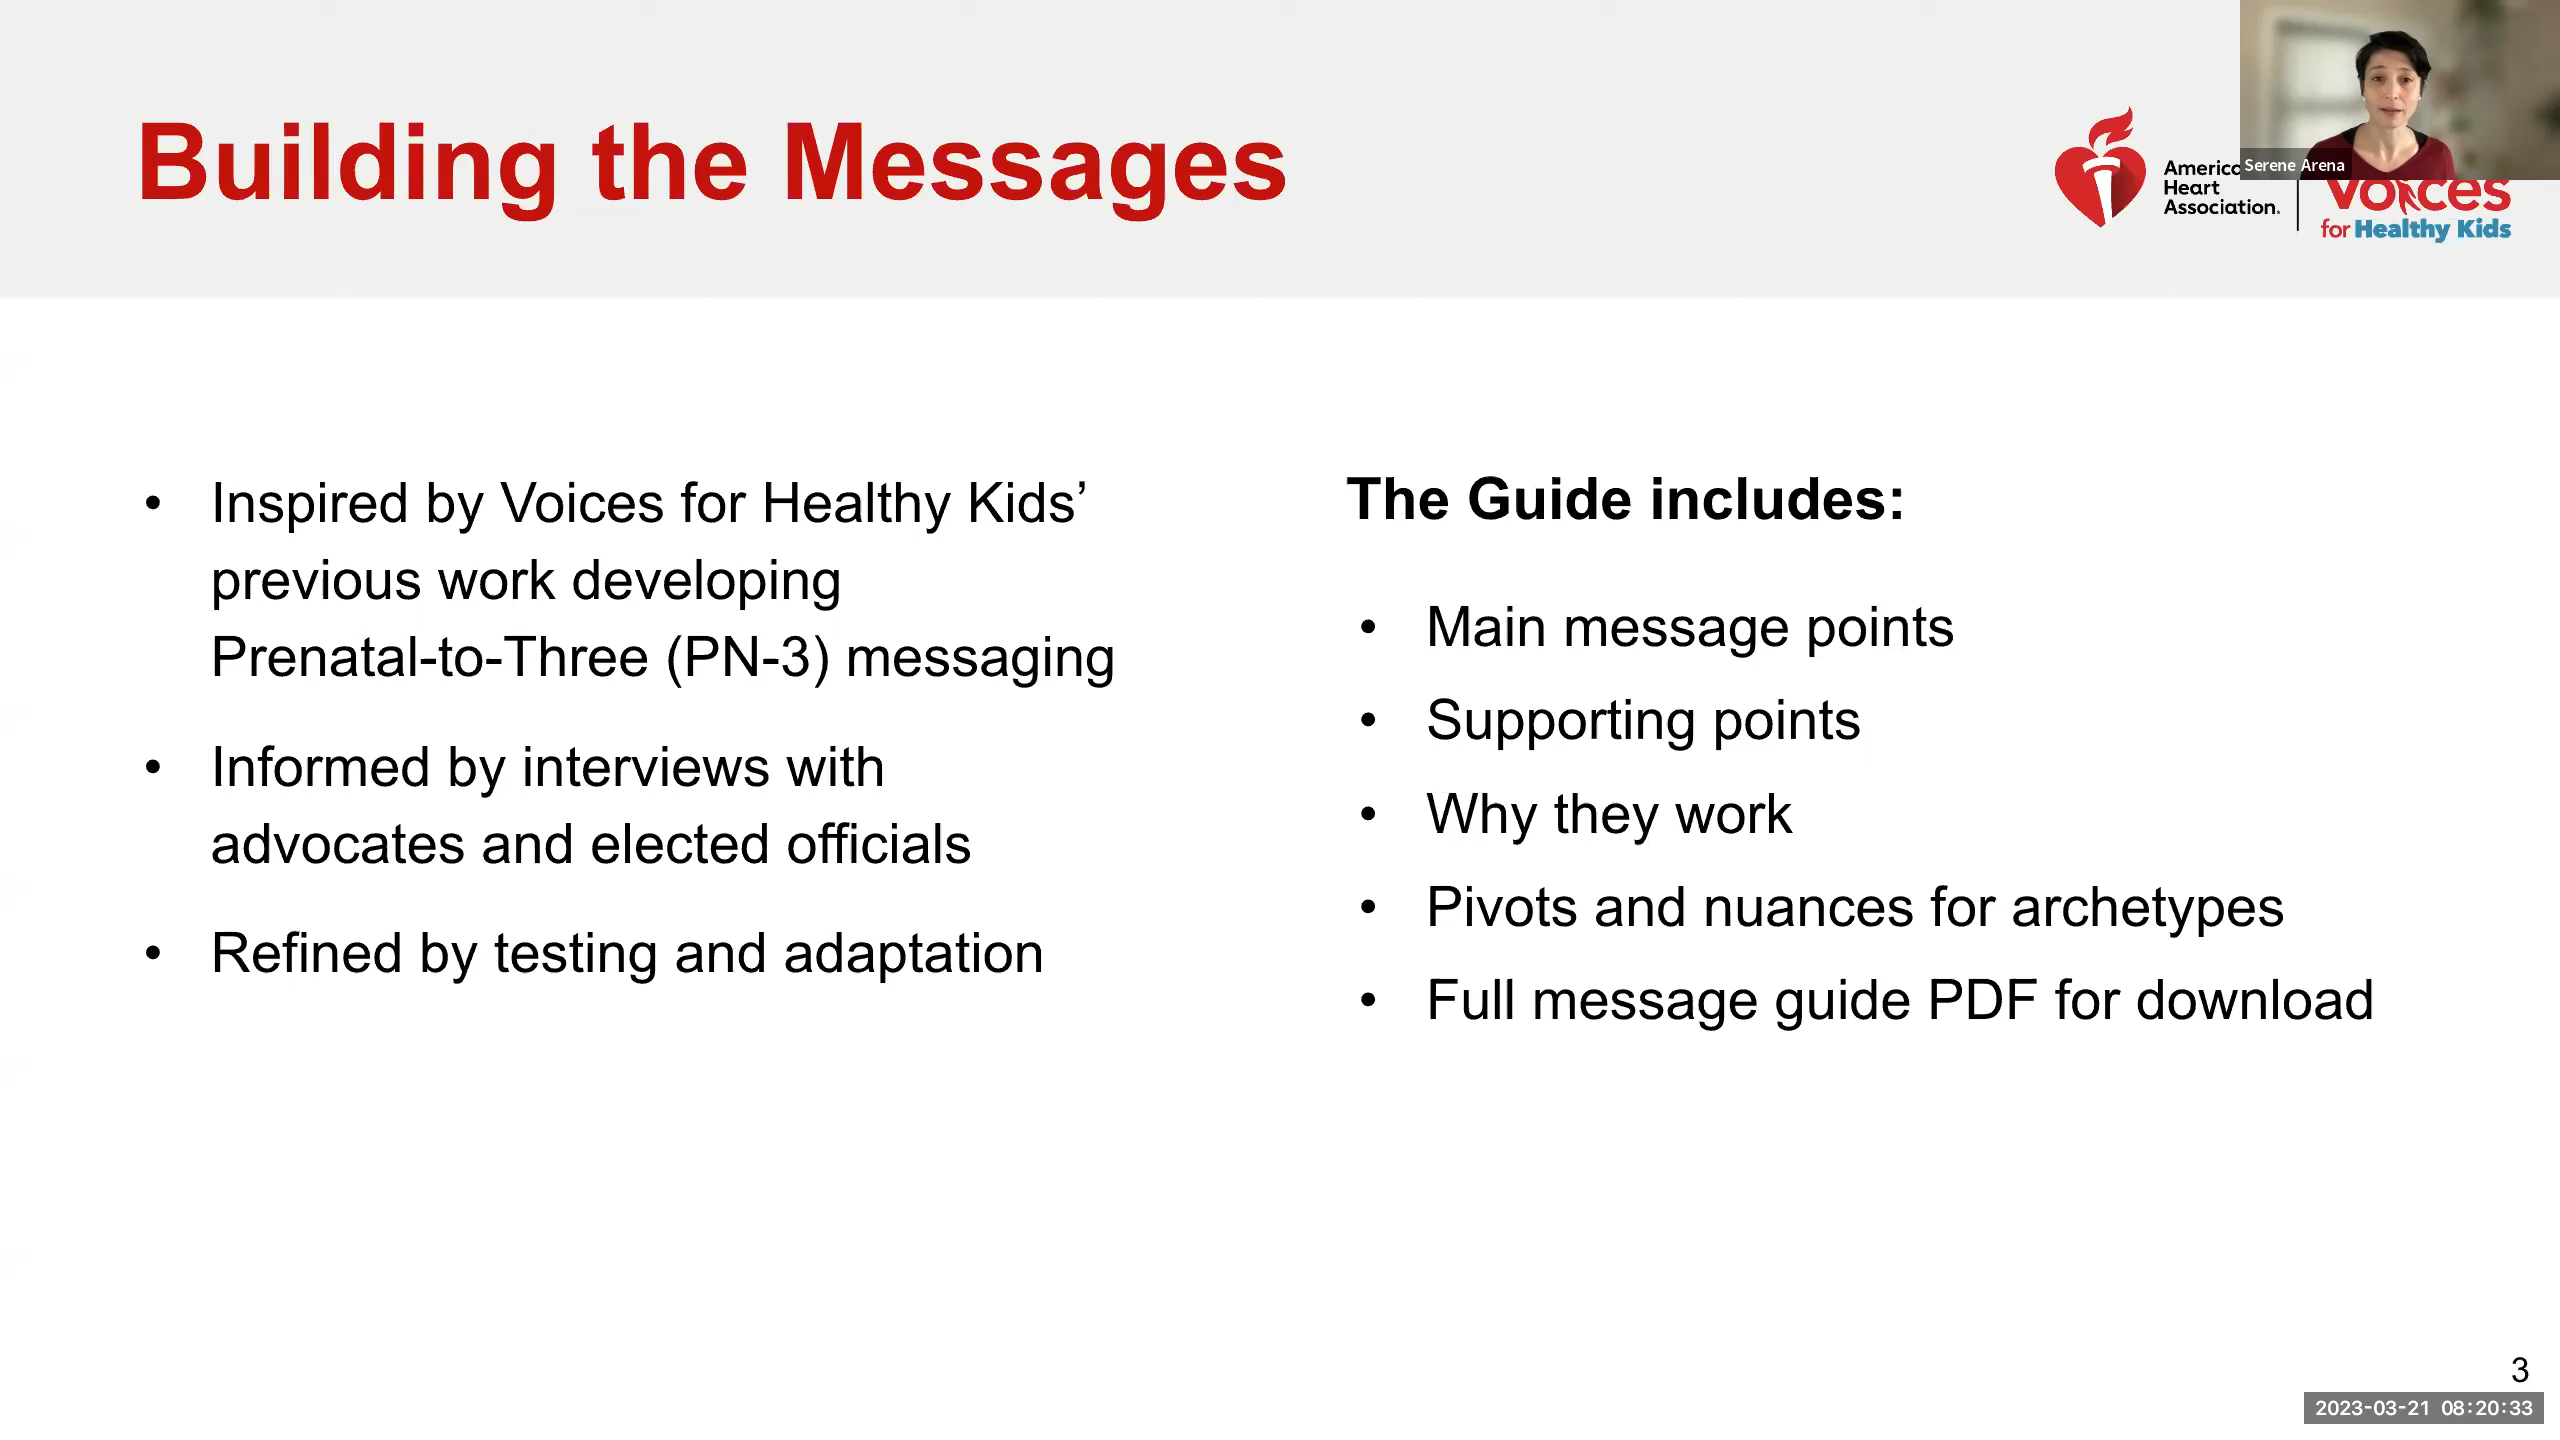 Building the Messages
Heart
Association.
Serene Arena
Voices
for Healthy Kids
• Inspired by Voices for Healthy Kids’
previous work developing
Prenatal-to-Three (PN-3) messaging
• Informed by interviews with
advocates and elected officials
• Refined by testing and adaptation
The Guide includes:
• Main message points
• Supporting points
• Why they work
• Pivots and nuances for archetypes
• Full message guide PDF for download
3
2023-03-21 08:20:33